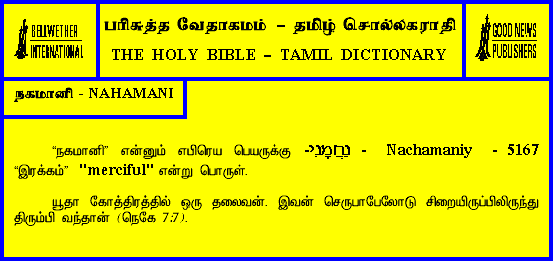 BELLWETHER
INTERNATIONAL
பரிசுத்த வேதாகமம் – தமிழ் சொல்லகராதி
THE HOLY BIBLE – TAMIL DICTIONARY
GOOD NEWS
PUBLISHERS
நகமானி - NAHAMANI
“நகமானி” என்னும் எபிரெய பெயருக்கு נַחֲמָנִי- - Nachamaniy - 5167
“இரக்கம்” "merciful" என்று பொருள்.
யூதா கோத்திரத்தில் ஒரு தலைவன். இவன் செருபாபேலோடு சிறையிருப்பிலிருந்து
திரும்பி வந்தான் (நெகே 7:7).